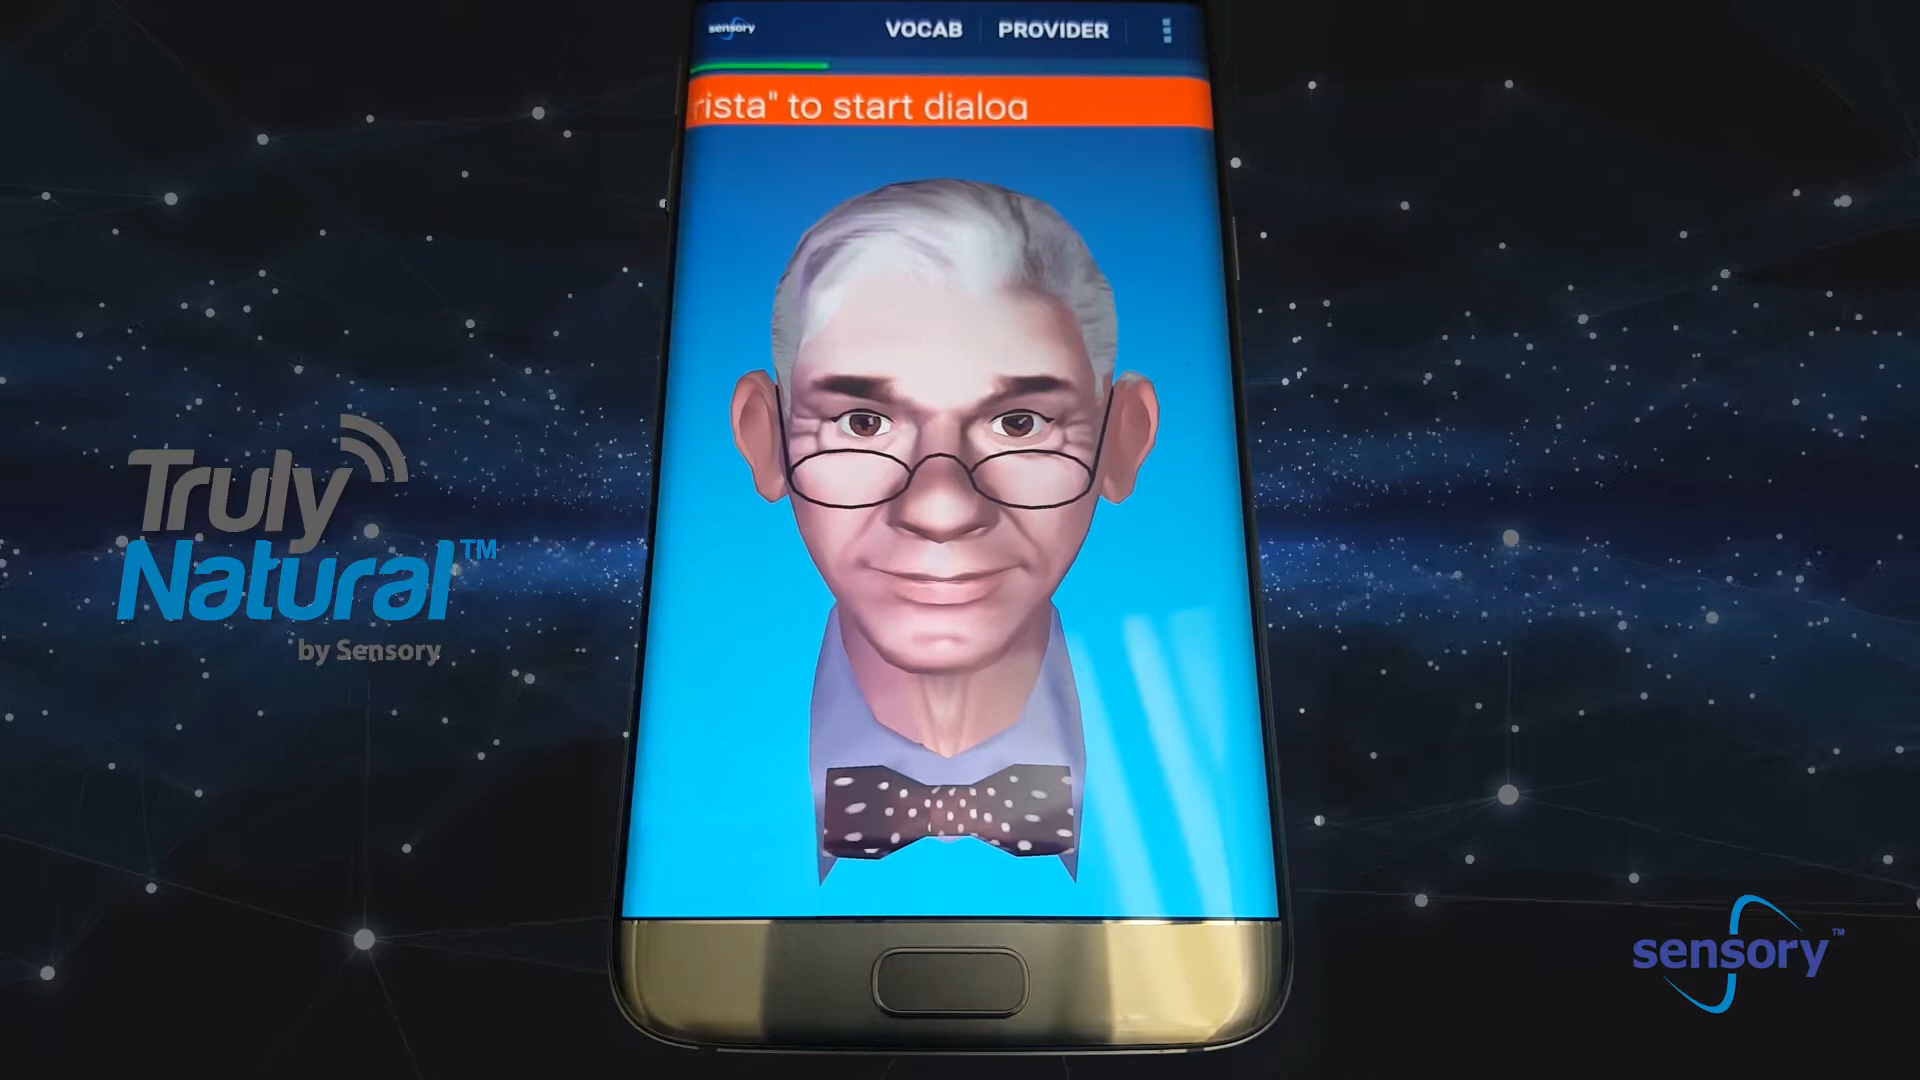 sensory
VOCAB
PROVIDER
rista" to start dialog
Truly
Natural™
by Sensory
sensory™